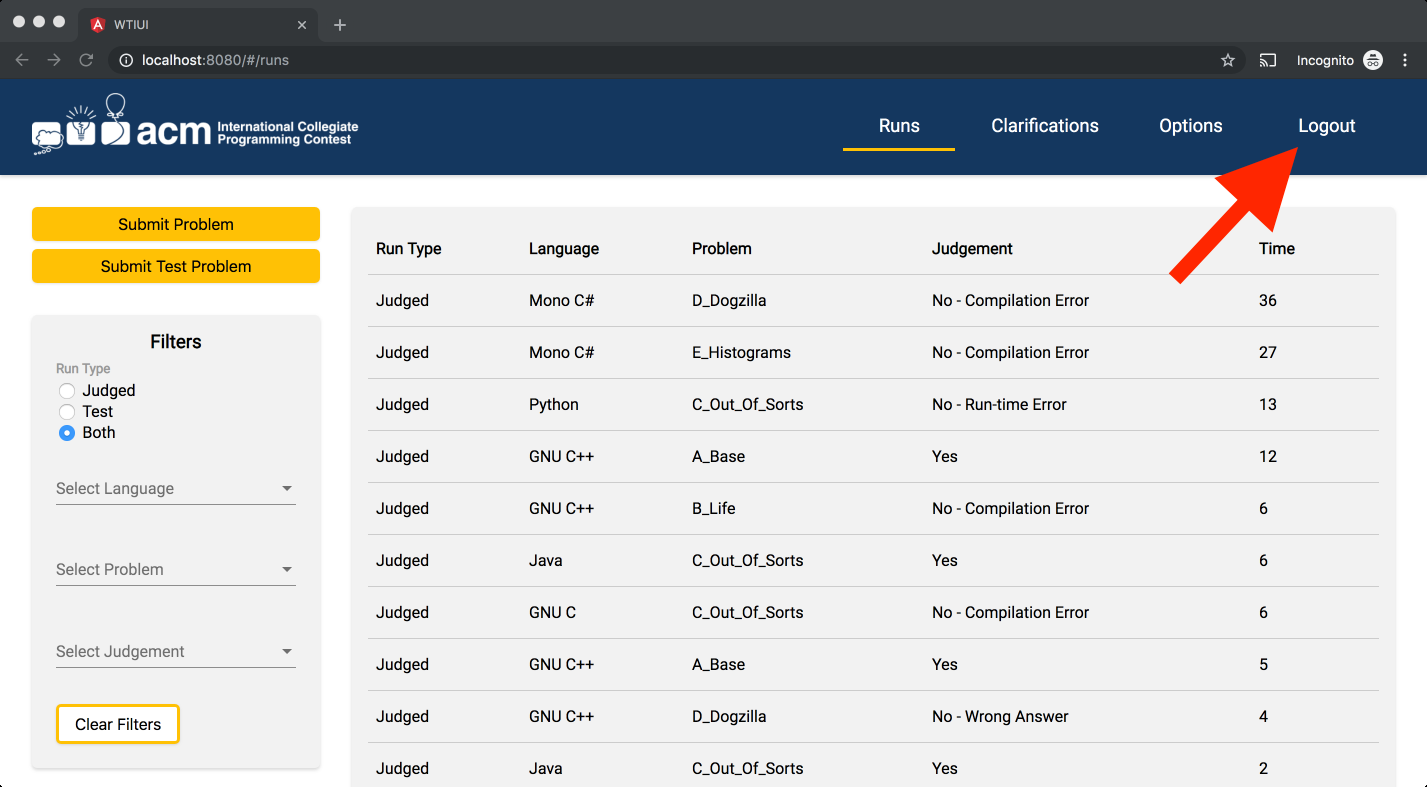 WTIUI
localhost:8080/#/runs
Incognito
acm International Collegiate
Programming Contest
Runs Clarifications Options Logout
Submit Problem
Submit Test Problem
Filters
Run Type
Judged
Test
Both
Select Language
Select Problem
Select Judgement
Clear Filters
Run Type Language Problem Judgement Time
Judged Mono C# D_Dogzilla No - Compilation Error 36
Judged Mono C# E_Histograms No - Compilation Error 27
Judged Python C_Out_Of_Sorts No - Run-time Error 13
Judged GNU C++ A_Base Yes 12
Judged GNU C++ B_Life No - Compilation Error 6
Judged Java C_Out_Of_Sorts Yes 6
Judged GNU C C_Out_Of_Sorts No - Compilation Error 6
Judged GNU C++ A_Base Yes 5
Judged GNU C++ D_Dogzilla No - Wrong Answer 4
Judged Java C_Out_Of_Sorts Yes 2